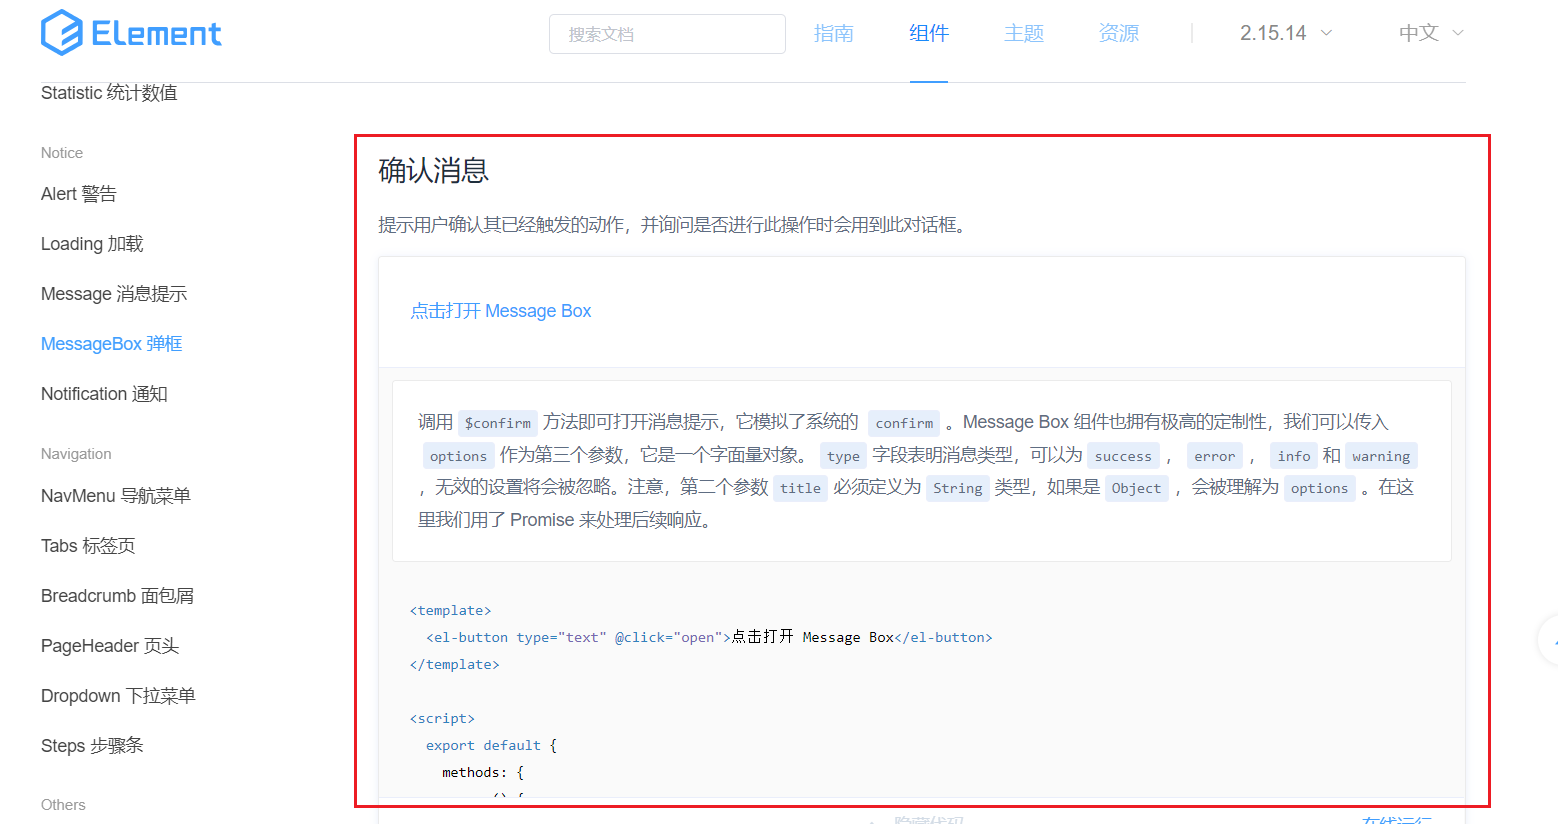 Element
搜索文档
指南
组件
主题
资源
2.15.14
中文
Statistic 统计数值
Notice
Alert 警告
Loading 加载
Message 消息提示
MessageBox 弹框
Notification 通知
Navigation
NavMenu 导航菜单
Tabs 标签页
Breadcrumb 面包屑
PageHeader 页头
Dropdown 下拉菜单
Steps 步骤条
Others
确认消息
提示用户确认其已经触发的动作，并询问是否进行此操作时会用到此对话框。
点击打开 Message Box
调用 $confirm 方法即可打开消息提示，它模拟了系统的 confirm 。Message Box 组件也拥有极高的定制性，我们可以传入
options 作为第三个参数，它是一个字面量对象。 type 字段表明消息类型，可以为 success ， error ， info 和 warning
，无效的设置将会被忽略。注意，第二个参数 title 必须定义为 String 类型，如果是 Object ，会被理解为 options 。在这
里我们用了 Promise 来处理后续响应。
<template>
<el-button type="text" @click="open">点击打开 Message Box</el-button>
</template>
<script>
export default {
methods: {
隐藏代码
在线运行